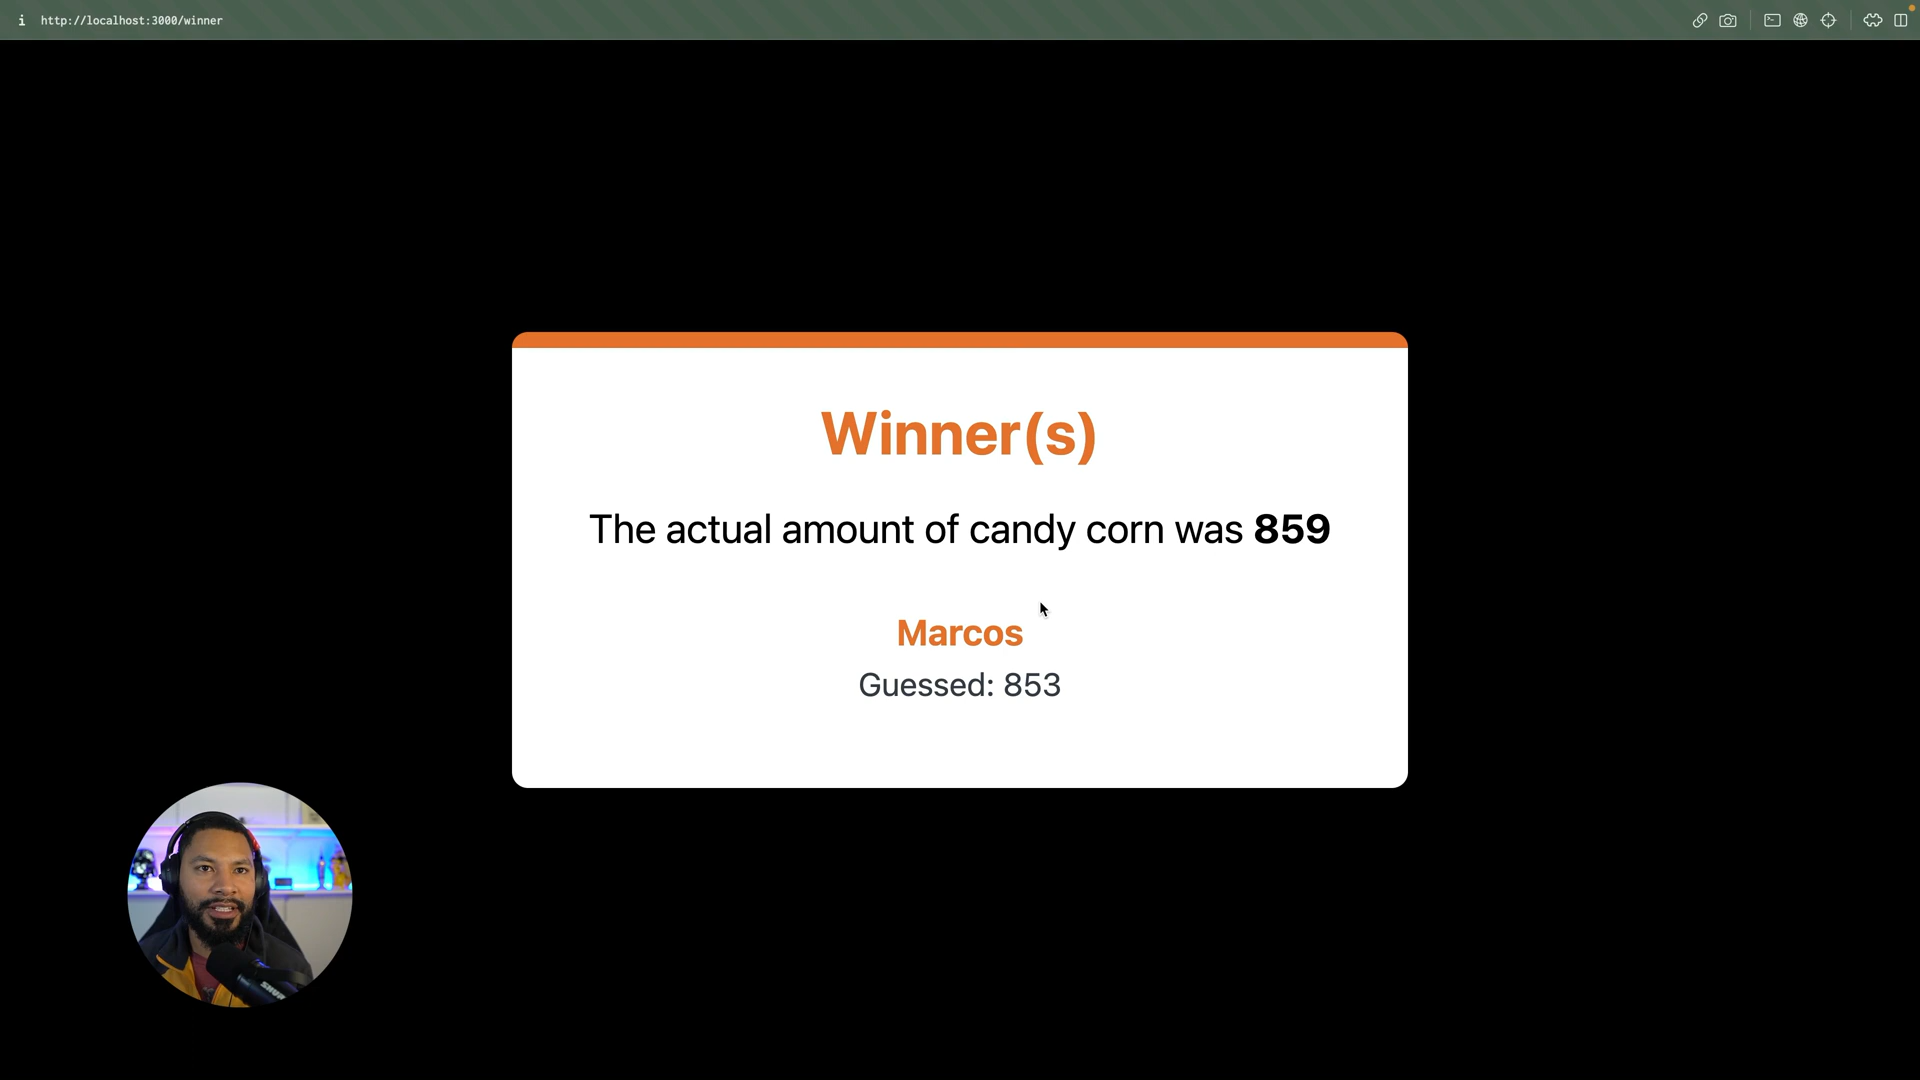 i http://localhost:3000/winner
Winner(s)
The actual amount of candy corn was 859
Marcos
Guessed: 853